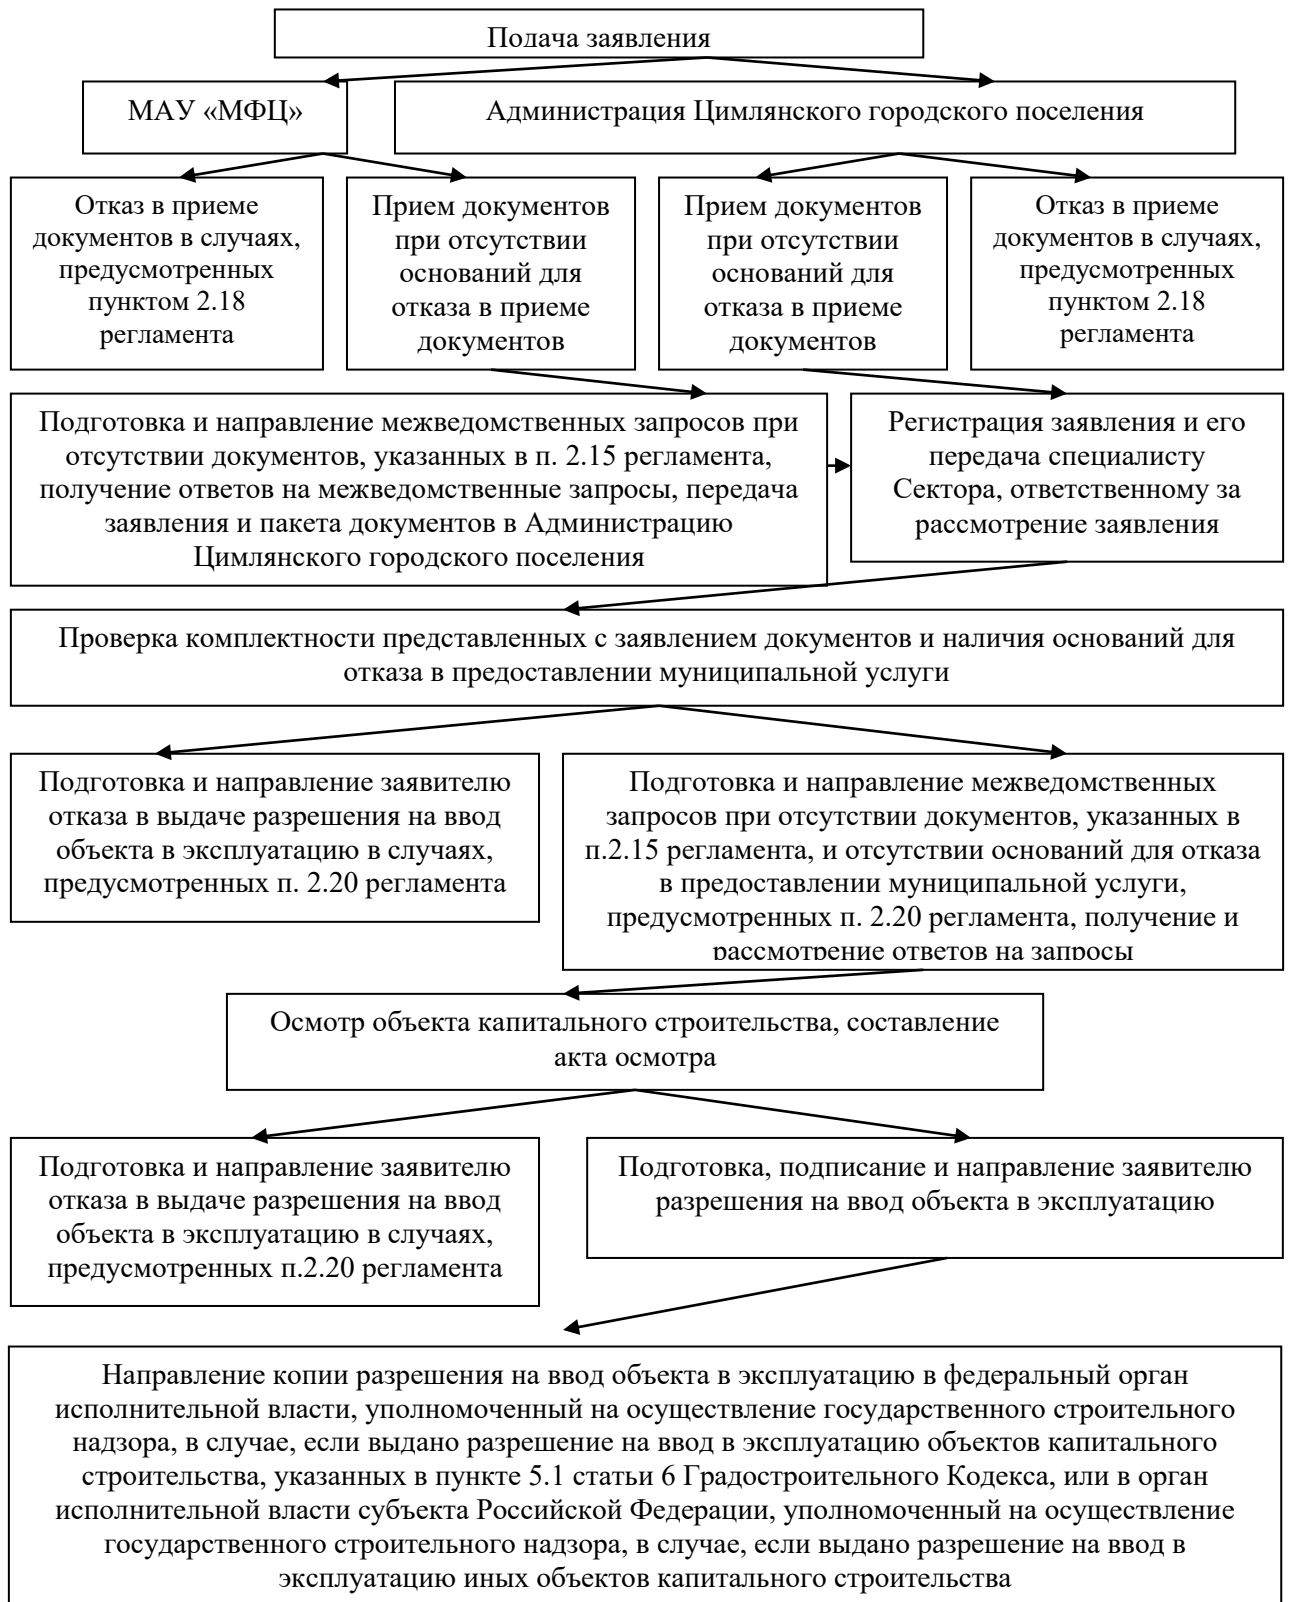 Подача заявления
МАУ «МФЦ»
Администрация Цимлянского городского поселения
Отказ в приеме
документов в случаях,
предусмотренных
пунктом 2.18
регламента
Прием документов
при отсутствии
оснований для
отказа в приеме
документов
Прием документов
при отсутствии
оснований для
отказа в приеме
документов
Отказ в приеме
документов в случаях,
предусмотренных
пунктом 2.18
регламента
Подготовка и направление межведомственных запросов при
отсутствии документов, указанных в п. 2.15 регламента,
получение ответов на межведомственные запросы, передача
заявления и пакета документов в Администрацию
Цимлянского городского поселения
Регистрация заявления и его
передача специалисту
Сектора, ответственному за
рассмотрение заявления
Проверка комплектности представленных с заявлением документов и наличия оснований для
отказа в предоставлении муниципальной услуги
Подготовка и направление заявителю
отказа в выдаче разрешения на ввод
объекта в эксплуатацию в случаях,
предусмотренных п. 2.20 регламента
Подготовка и направление межведомственных
запросов при отсутствии документов, указанных в
п.2.15 регламента, и отсутствии оснований для отказа
в предоставлении муниципальной услуги,
предусмотренных п. 2.20 регламента, получение и
рассмотрение ответов на запросы
Осмотр объекта капитального строительства, составление
акта осмотра
Подготовка и направление заявителю
отказа в выдаче разрешения на ввод
объекта в эксплуатацию в случаях,
предусмотренных п.2.20 регламента
Подготовка, подписание и направление заявителю
разрешения на ввод объекта в эксплуатацию
Направление копии разрешения на ввод объекта в эксплуатацию в федеральный орган
исполнительной власти, уполномоченный на осуществление государственного строительного
надзора, в случае, если выдано разрешение на ввод в эксплуатацию объектов капитального
строительства, указанных в пункте 5.1 статьи 6 Градостроительного Кодекса, или в орган
исполнительной власти субъекта Российской Федерации, уполномоченный на осуществление
государственного строительного надзора, в случае, если выдано разрешение на ввод в
эксплуатацию иных объектов капитального строительства